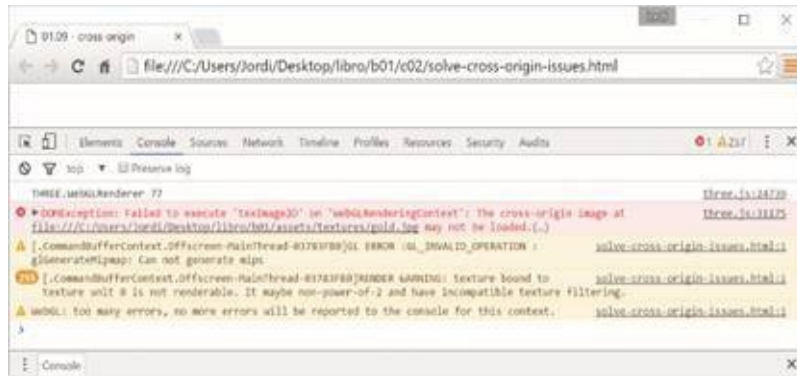 01.09 - cross origin
file:///C:/Users/Jordi/Desktop/libro/b01/c02/solve-cross-origin-issues.html
Elements Console Sources Network Timeline Profiles Resources Security Audits
1 257
top Preserve log
THREE.WebGLRenderer 77 three.js:24739
DOMException: Failed to execute 'texImage2D' on 'WebGLRenderingContext': The cross-origin image at three.js:31175
file:///C:/Users/Jordi/Desktop/libro/b01/assets/textures/gold.jpg may not be loaded.(…)
[.CommandBufferContext.Offscreen-MainThread-03783FB0]GL ERROR :GL_INVALID_OPERATION : solve-cross-origin-issues.html:1
glGenerateMipmap: Can not generate mips
[.CommandBufferContext.Offscreen-MainThread-03783FB0]RENDER WARNING: texture bound to solve-cross-origin-issues.html:1
texture unit 0 is not renderable. It maybe non-power-of-2 and have incompatible texture filtering.
WebGL: too many errors, no more errors will be reported to the console for this context. solve-cross-origin-issues.html:1
Console